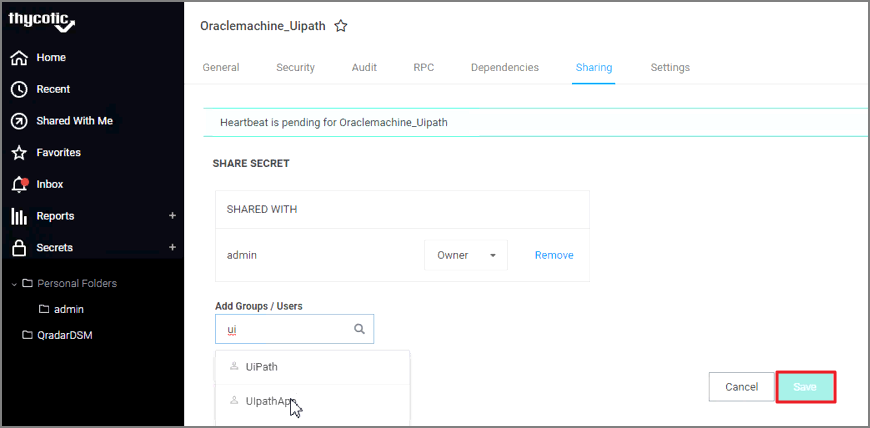 thycotic
Home
Recent
Shared With Me
Favorites
Inbox
Reports +
Secrets +
Personal Folders
admin
QradarDSM
Oraclemachine_Uipath
General Security Audit RPC Dependencies Sharing Settings
Heartbeat is pending for Oraclemachine_Uipath
SHARE SECRET
SHARED WITH
admin Owner Remove
Add Groups / Users
ui
UiPath
UIpathApp
Cancel Save